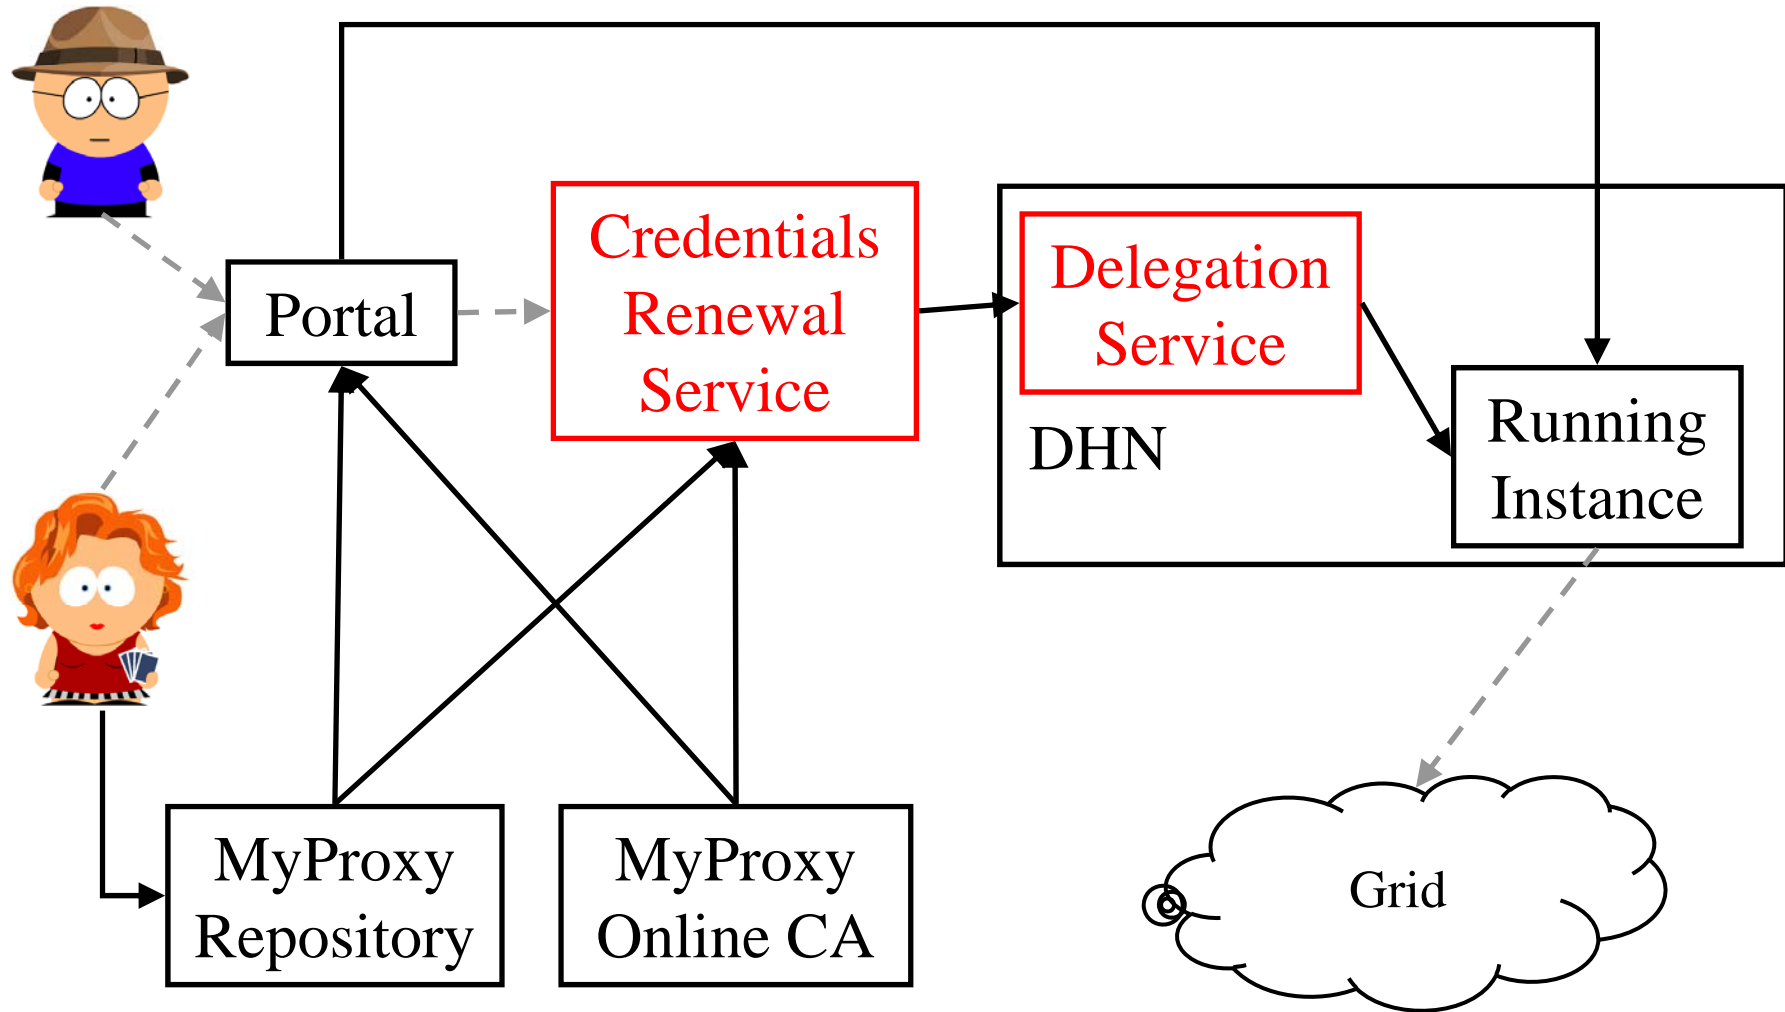 Portal
Credentials
Renewal
Service
Delegation
Service
DHN
Running
Instance
MyProxy
Repository
MyProxy
Online CA
Grid